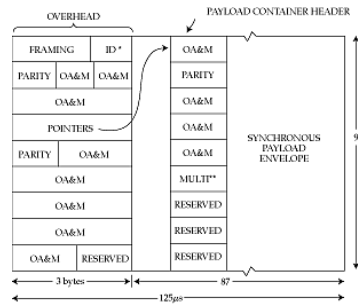 OVERHEAD
PAYLOAD CONTAINER HEADER
FRAMING ID *
OA&M
PARITY OA&M OA&M
PARITY
OA&M
OA&M
POINTERS
OA&M
PARITY OA&M
OA&M
SYNCHRONOUS
PAYLOAD
ENVELOPE
9
OA&M
MULTI**
OA&M
RESERVED
OA&M
RESERVED
OA&M RESERVED
RESERVED
3 bytes
87
125µs